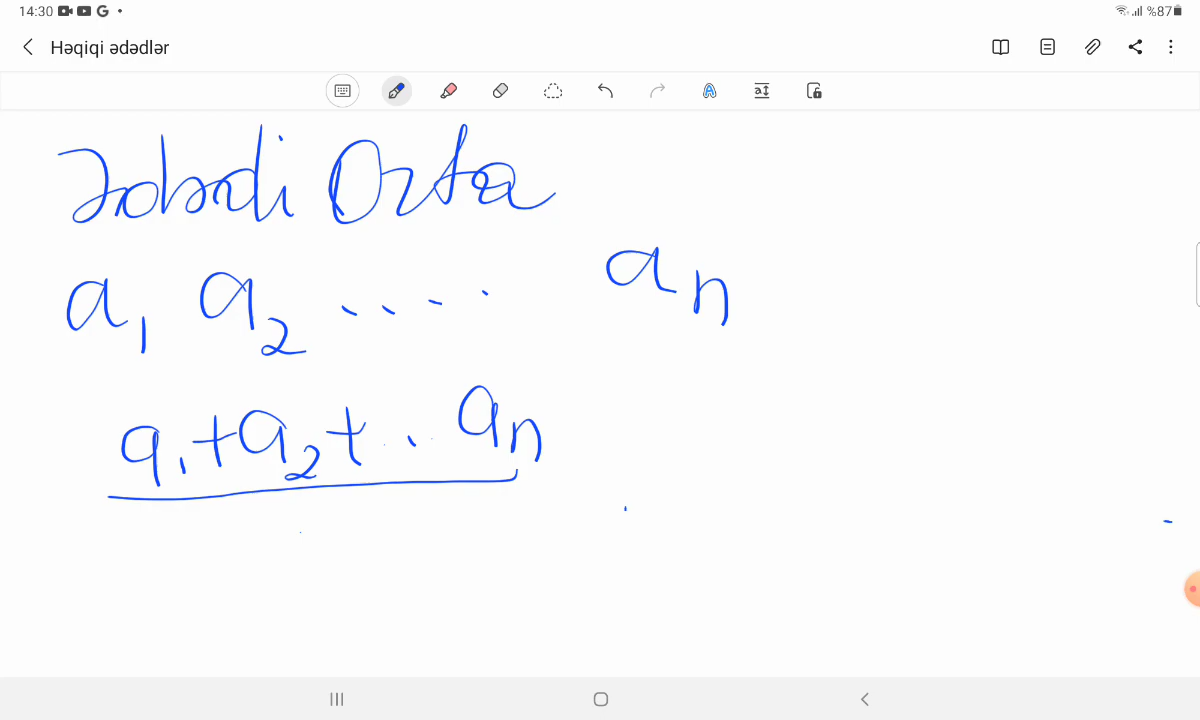 14:30 G • %87
Həqiqi ədədlər
A a
Ədədi Orta
a₁ a₂ .... aₙ
a₁+a₂+.. aₙ